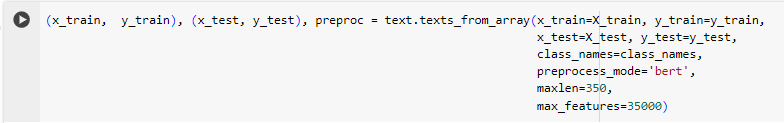 (x_train,  y_train), (x_test, y_test), preproc = text.texts_from_array(x_train=X_train, y_train=y_train,
x_test=X_test, y_test=y_test,
class_names=class_names,
preprocess_mode='bert',
maxlen=350,
max_features=35000)